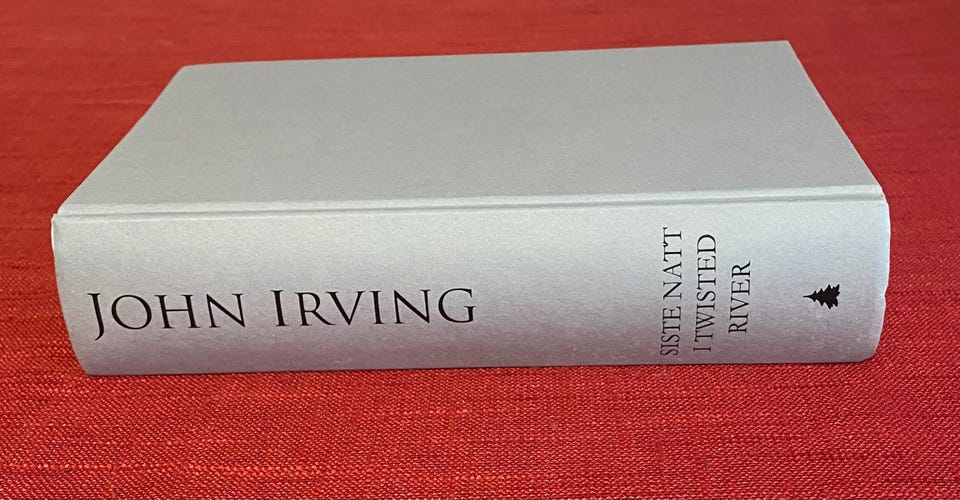 JOHN IRVING
SISTE NATT
I TWISTED
RIVER